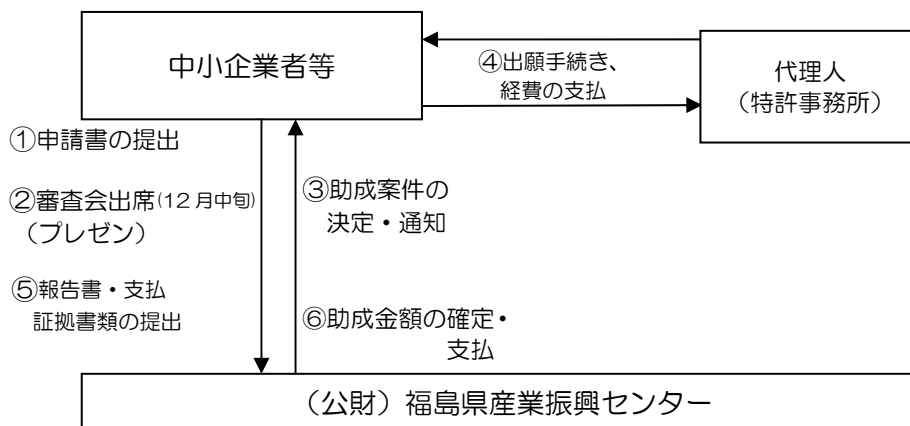 中小企業者等
④出願手続き、
経費の支払
代理人
（特許事務所）
①申請書の提出
②審査会出席(12月中旬)
（プレゼン）
③助成案件の
決定・通知
⑤報告書・支払
証拠書類の提出
⑥助成金額の確定・
支払
（公財）福島県産業振興センター